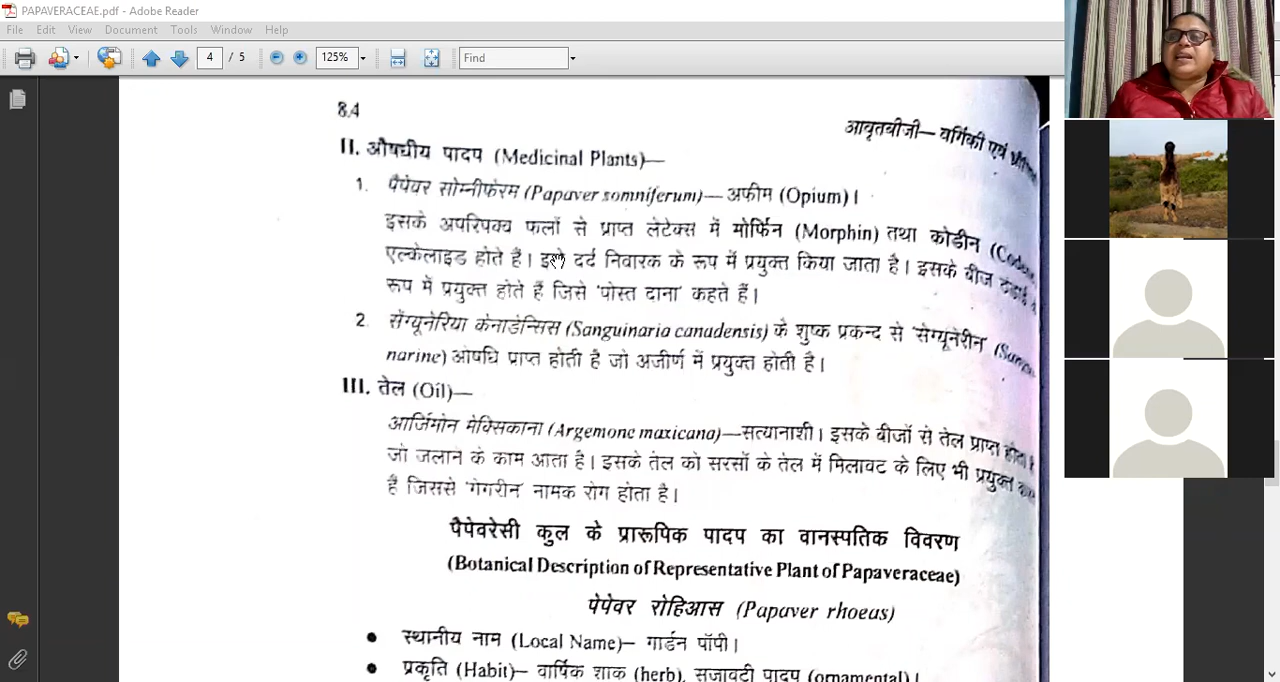 PAPAVERACEAE.pdf - Adobe Reader
File Edit View Document Tools Window Help
4 / 5 125% Find
8.4
आवृतबीजी— वर्गिकी एवं
II. औषधीय पादप (Medicinal Plants)—
1. पैपेवर सोम्नीफेरम (Papaver somniferum)—अफीम (Opium)।
इसके अपरिपक्व फलों से प्राप्त लेटेक्स में मोर्फिन (Morphin) तथा कोडीन
एल्केलाइड होते हैं। इसे दर्द निवारक के रूप में प्रयुक्त किया जाता है। इसके बीज ठंडाई
रूप में प्रयुक्त होते हैं जिसे 'पोस्त दाना' कहते हैं।
2. सेंग्यूनेरिया केनाडेन्सिस (Sanguinaria canadensis) के शुष्क प्रकन्द से 'सेंग्यूनेरीन'
narine) ओषधि प्राप्त होती है जो अजीर्ण में प्रयुक्त होती है।
III. तेल (Oil)—
आर्जिमोन मेक्सिकाना (Argemone maxicana)—सत्यानाशी। इसके बीजों से तेल प्राप्त होता
जो जलाने के काम आता है। इसके तेल को सरसों के तेल में मिलावट के लिए भी प्रयुक्त
हैं जिससे 'गेगरीन' नामक रोग होता है।
पैपेवरेसी कुल के प्रारूपिक पादप का वानस्पतिक विवरण
(Botanical Description of Representative Plant of Papaveraceae)
पेपेवर रोहिआस (Papaver rhoeus)
● स्थानीय नाम (Local Name)– गार्डन पॉपी।
● प्रकृति (Habit)– वार्षिक शाक (herb), सजावटी पादप (ornamental)।